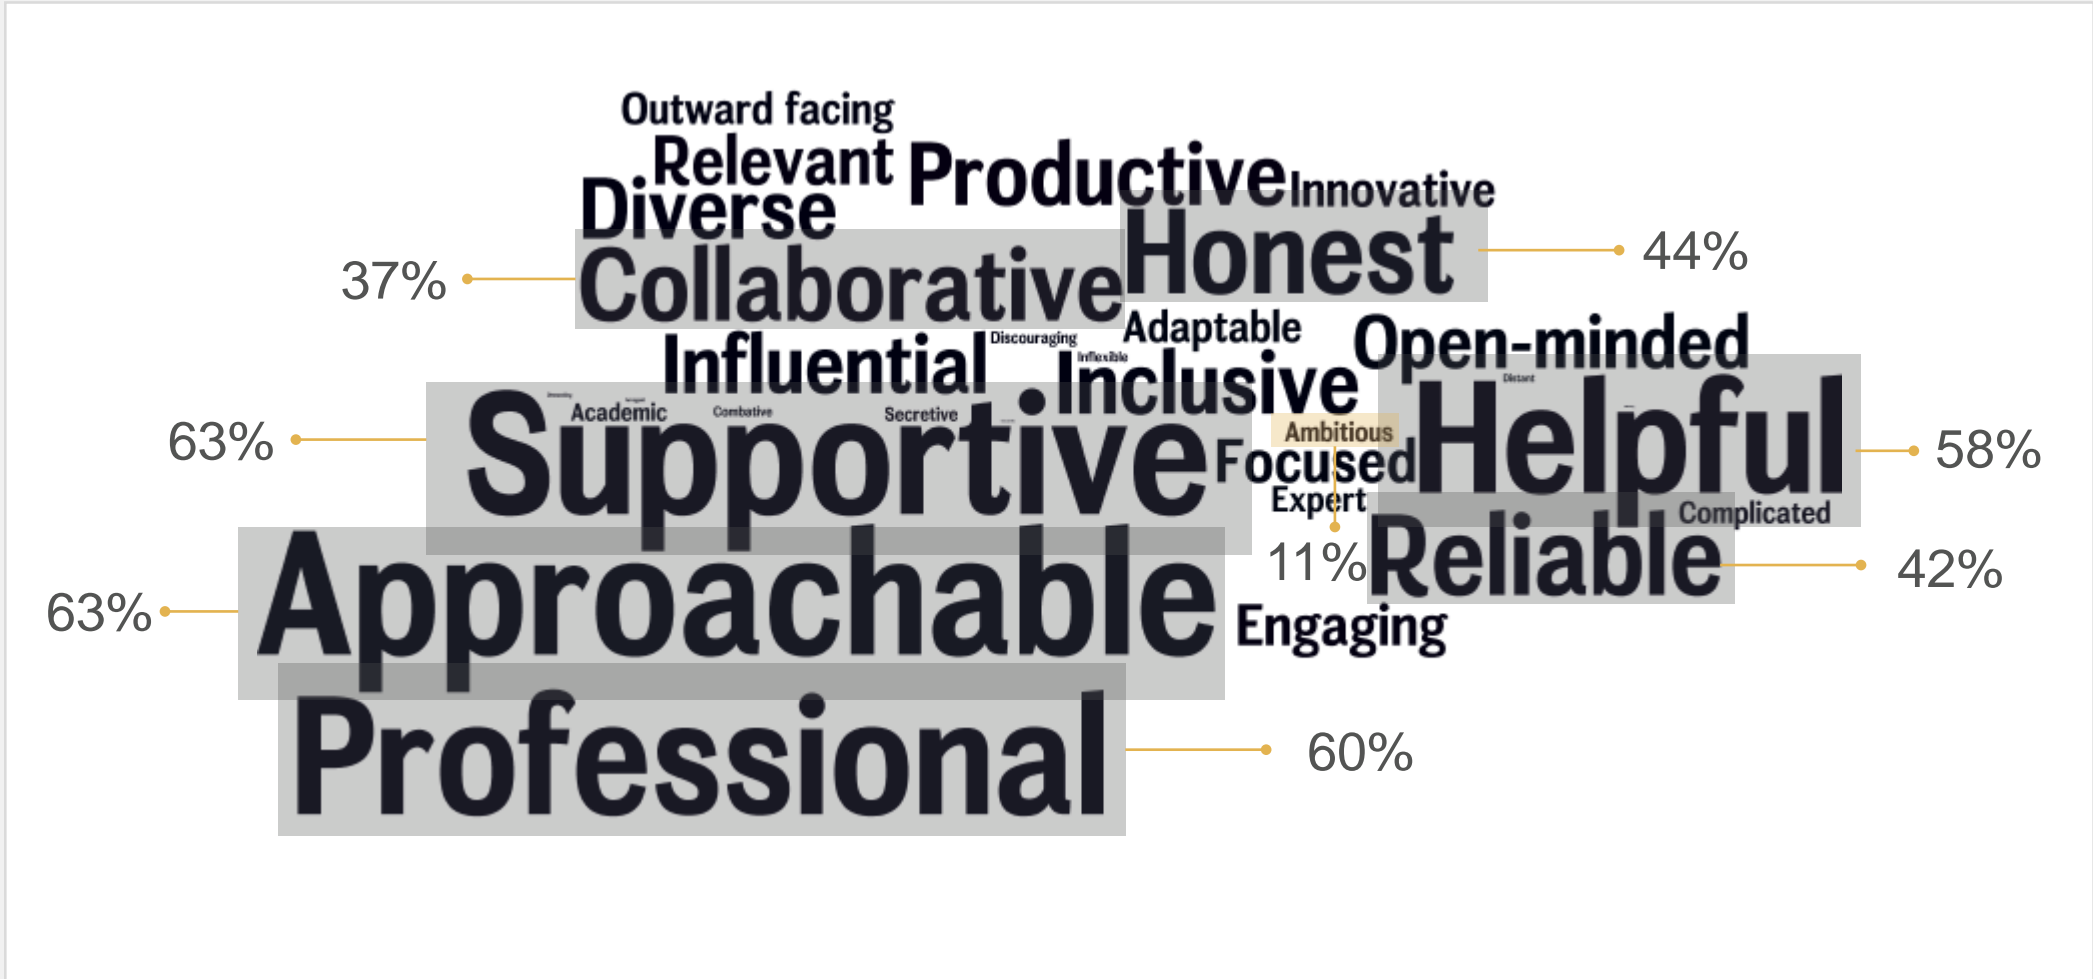 Outward facing
Relevant
Productive
Innovative
Diverse
Honest
44%
37%
Collaborative
Adaptable
Open-minded
Influential
Discouraging
Inflexible
Inclusive
Distant
Helpful
58%
Academic
Combative
Secretive
63%
Supportive
Ambitious
Focused
Expert
Complicated
11%
Reliable
42%
63%
Approachable
Engaging
Professional
60%